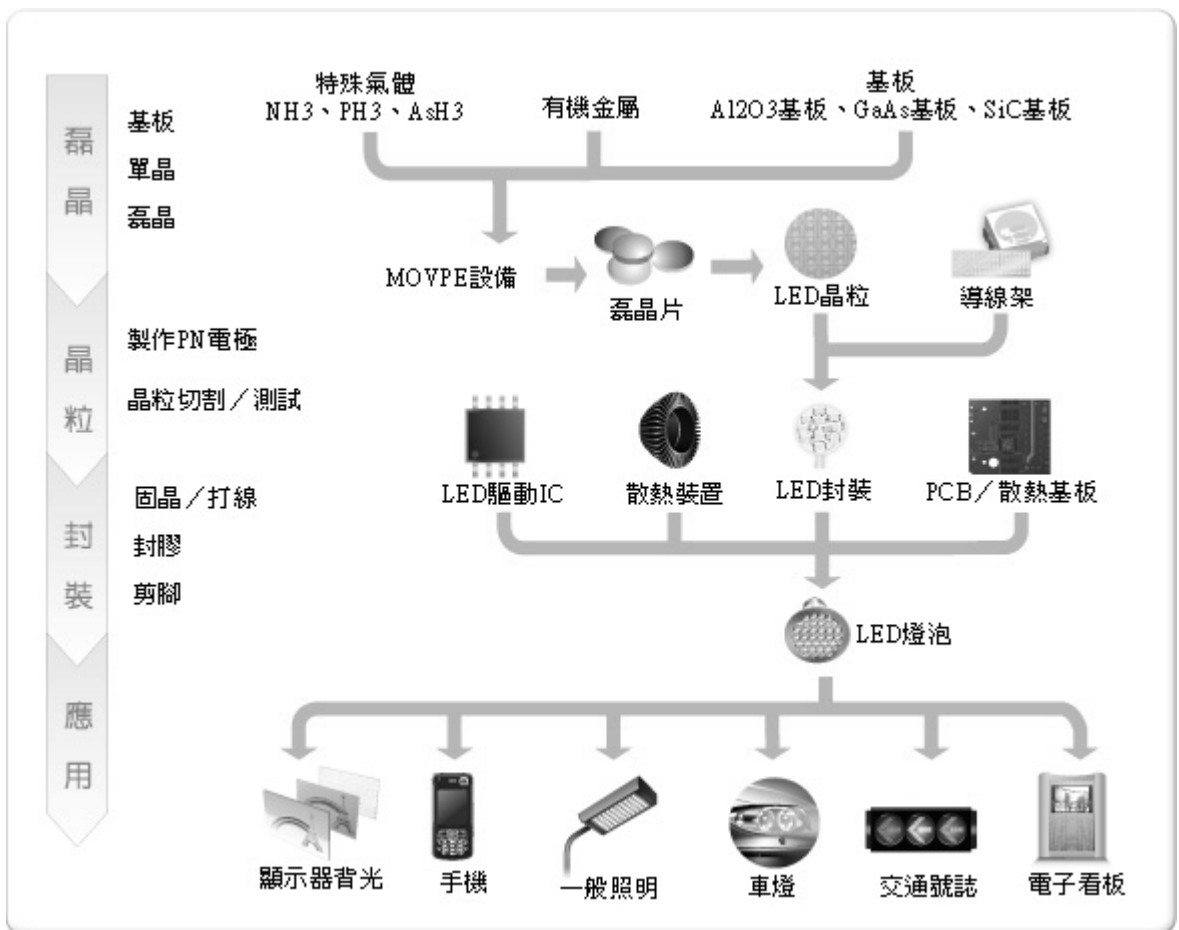 磊
晶
基板
單晶
磊晶
特殊氣體
NH3、PH3、AsH3
有機金屬
基板
Al2O3基板、GaAs基板、SiC基板
MOVPE設備
磊晶片
LED晶粒
導線架
晶
粒
製作PN電極
晶粒切割／測試
LED驅動IC
散熱裝置
LED封裝
PCB／散熱基板
封
裝
固晶／打線
封膠
剪腳
LED燈泡
應
用
顯示器背光
手機
一般照明
車燈
交通號誌
電子看板